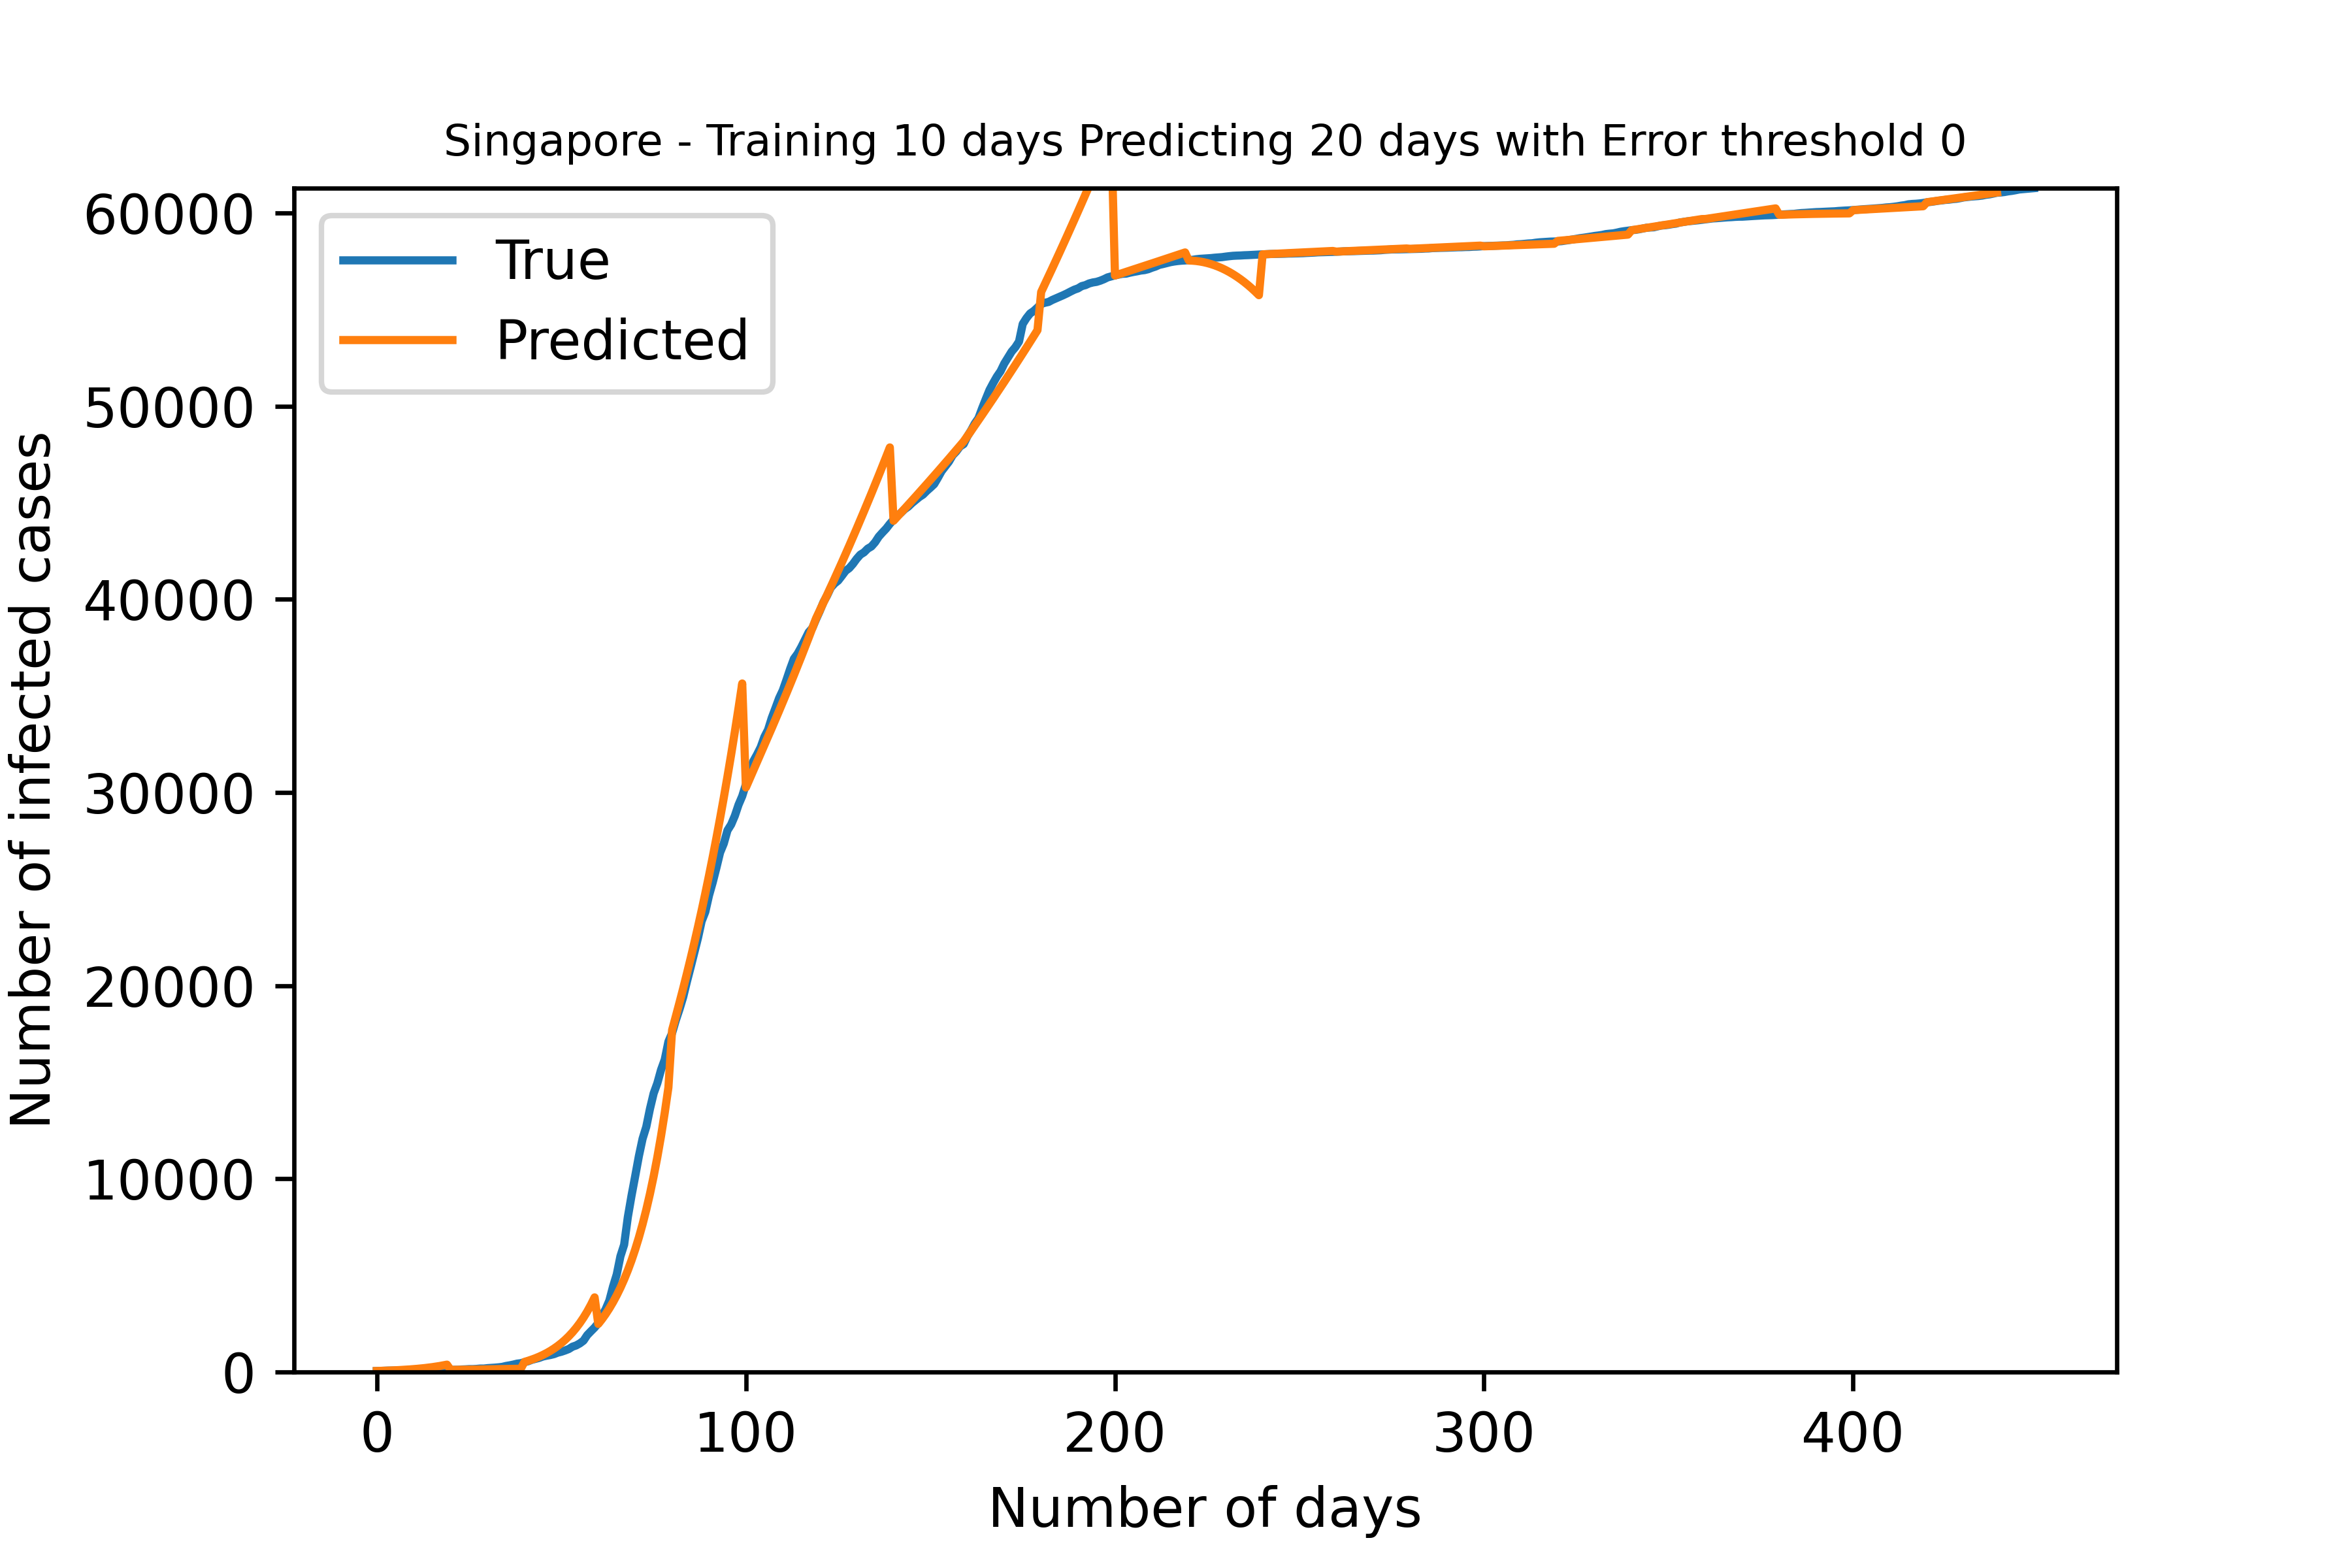 Singapore - Training 10 days Predicting 20 days with Error threshold 0
True
Predicted
60000
50000
40000
30000
20000
10000
0
Number of infected cases
0
100
200
300
400
Number of days